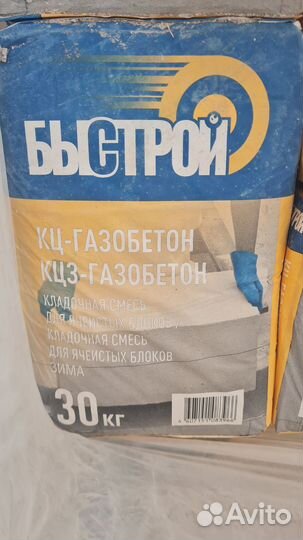 БЫСТРОЙ
КЦ-ГАЗОБЕТОН
КЦЗ-ГАЗОБЕТОН
КЛАДОЧНАЯ СМЕСЬ
ДЛЯ ЯЧЕИСТЫХ БЛОКОВ /
КЛАДОЧНАЯ СМЕСЬ
ДЛЯ ЯЧЕИСТЫХ БЛОКОВ
ЗИМА
30 КГ
Avito